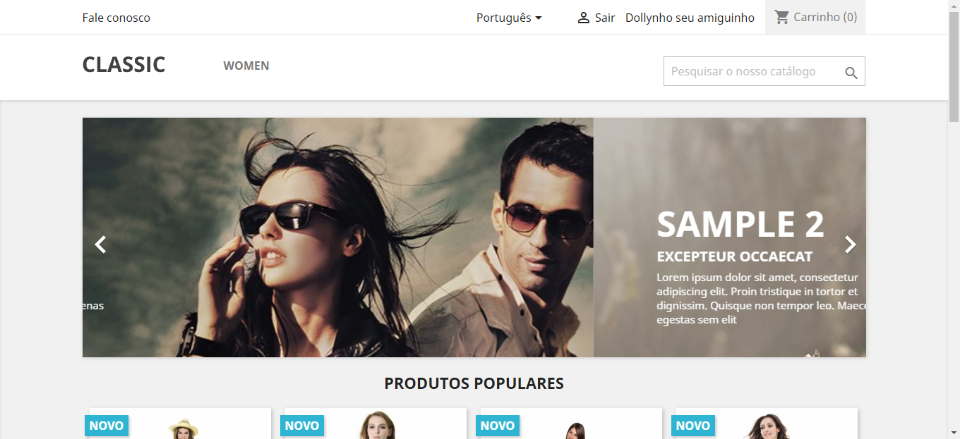 Fale conosco
Português
Sair
Dollynho seu amiguinho
Carrinho (0)
CLASSIC
WOMEN
Pesquisar o nosso catálogo
SAMPLE 2
EXCEPTEUR OCCAECAT
Lorem ipsum dolor sit amet, consectetur
adipiscing elit. Proin tristique in tortor et
dignissim. Quisque non tempor leo. Maece
egestas sem elit
enas
PRODUTOS POPULARES
NOVO
NOVO
NOVO
NOVO